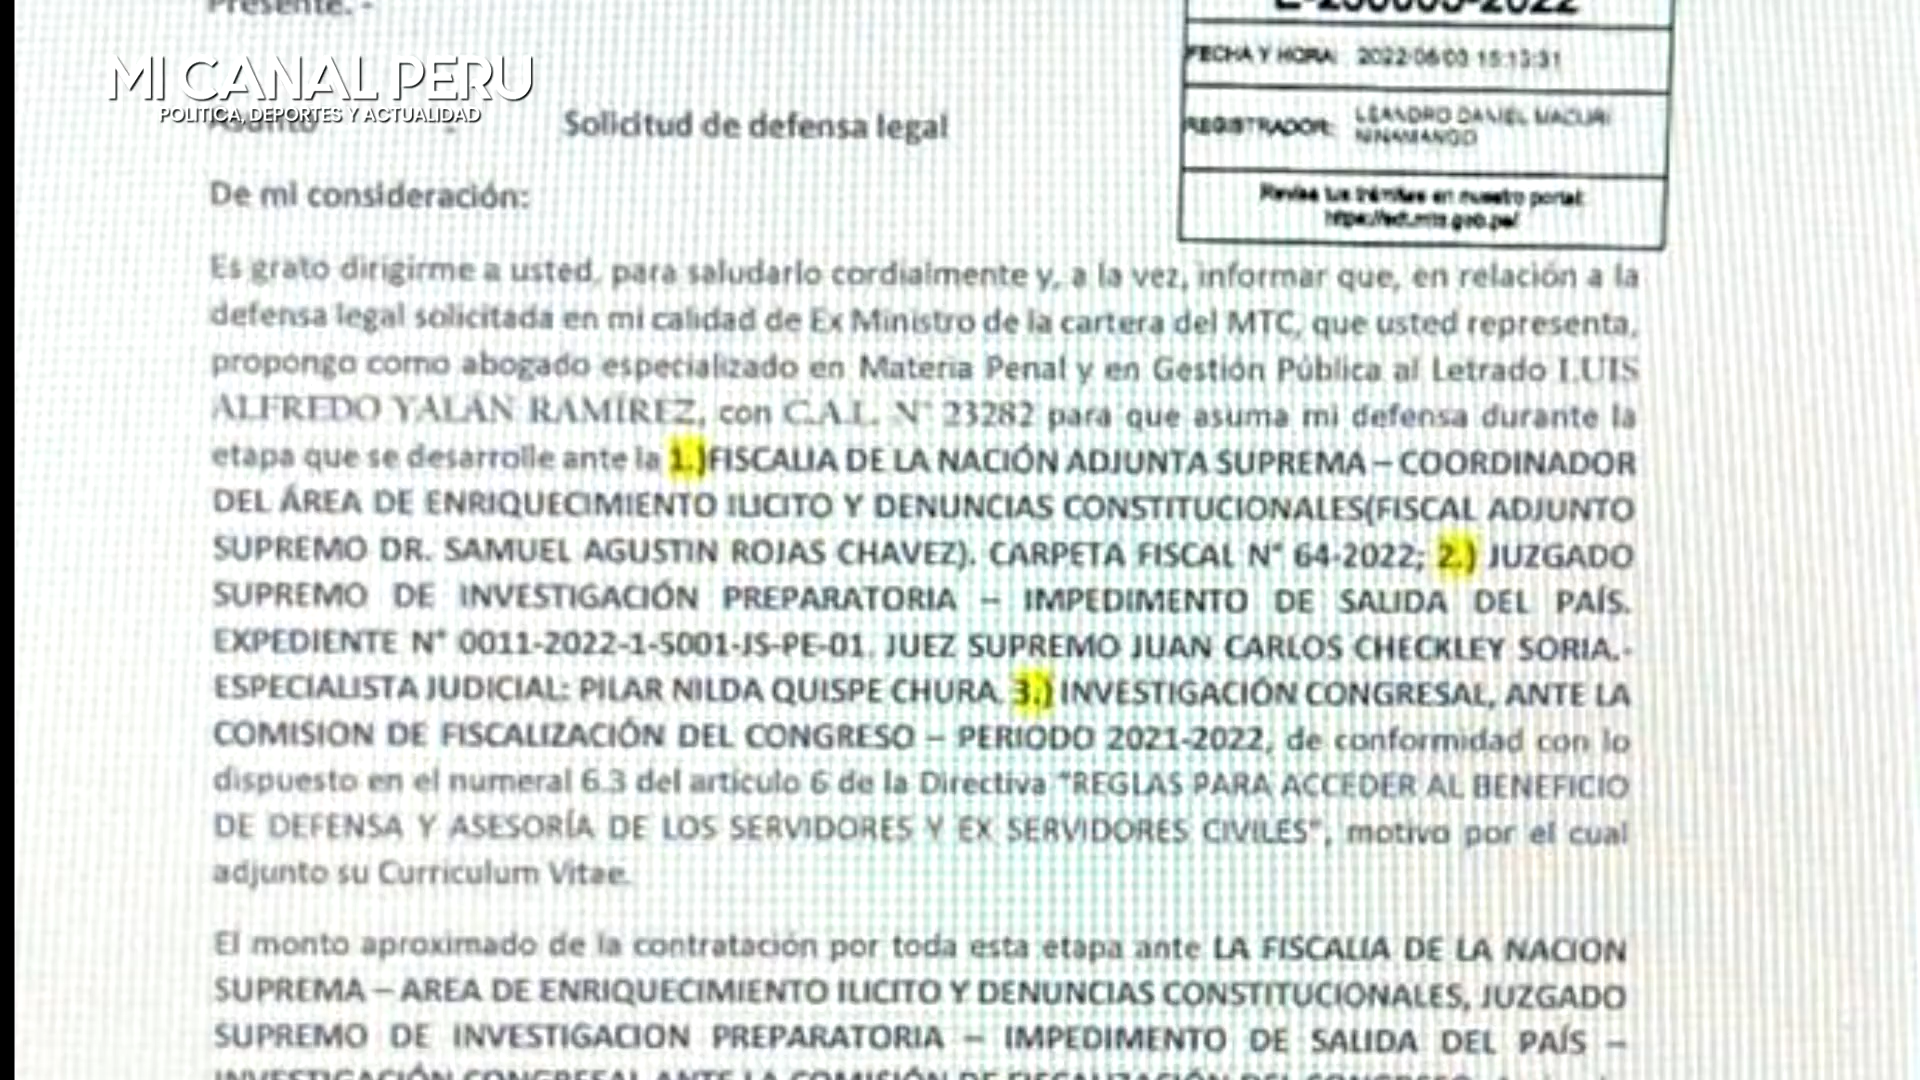 Presente. -
MI CANAL PERU
POLITICA, DEPORTES Y ACTUALIDAD
Asunto : Solicitud de defensa legal
FECHA Y HORA: 2022/06/03 15:13:31
REGISTRADOR: LEANDRO DANIEL MACURI
NINAMANGO
Revise tus trámites en nuestro portal:
De mi consideración:
Es grato dirigirme a usted, para saludarlo cordialmente y, a la vez, informar que, en relación a la
defensa legal solicitada en mi calidad de Ex Ministro de la cartera del MTC, que usted representa,
propongo como abogado especializado en Materia Penal y en Gestión Pública al Letrado LUIS
ALFREDO YALÁN RAMÍREZ, con C.A.L. N° 23282 para que asuma mi defensa durante la
etapa que se desarrolle ante la 1.)FISCALIA DE LA NACIÓN ADJUNTA SUPREMA – COORDINADOR
DEL ÁREA DE ENRIQUECIMIENTO ILICITO Y DENUNCIAS CONSTITUCIONALES(FISCAL ADJUNTO
SUPREMO DR. SAMUEL AGUSTIN ROJAS CHAVEZ). CARPETA FISCAL N° 64-2022; 2.) JUZGADO
SUPREMO DE INVESTIGACIÓN PREPARATORIA – IMPEDIMENTO DE SALIDA DEL PAÍS.
EXPEDIENTE N° 0011-2022-1-5001-JS-PE-01. JUEZ SUPREMO JUAN CARLOS CHECKLEY SORIA.-
ESPECIALISTA JUDICIAL: PILAR NILDA QUISPE CHURA. 3.) INVESTIGACIÓN CONGRESAL, ANTE LA
COMISION DE FISCALIZACIÓN DEL CONGRESO – PERIODO 2021-2022, de conformidad con lo
dispuesto en el numeral 6.3 del artículo 6 de la Directiva "REGLAS PARA ACCEDER AL BENEFICIO
DE DEFENSA Y ASESORÍA DE LOS SERVIDORES Y EX SERVIDORES CIVILES", motivo por el cual
adjunto su Curriculum Vitae.
El monto aproximado de la contratación por toda esta etapa ante LA FISCALIA DE LA NACION
SUPREMA – AREA DE ENRIQUECIMIENTO ILICITO Y DENUNCIAS CONSTITUCIONALES, JUZGADO
SUPREMO DE INVESTIGACION PREPARATORIA – IMPEDIMENTO DE SALIDA DEL PAÍS –
INVESTIGACIÓN CONGRESAL ANTE LA COMISIÓN DE FISCALIZACIÓN DEL CONGRESO